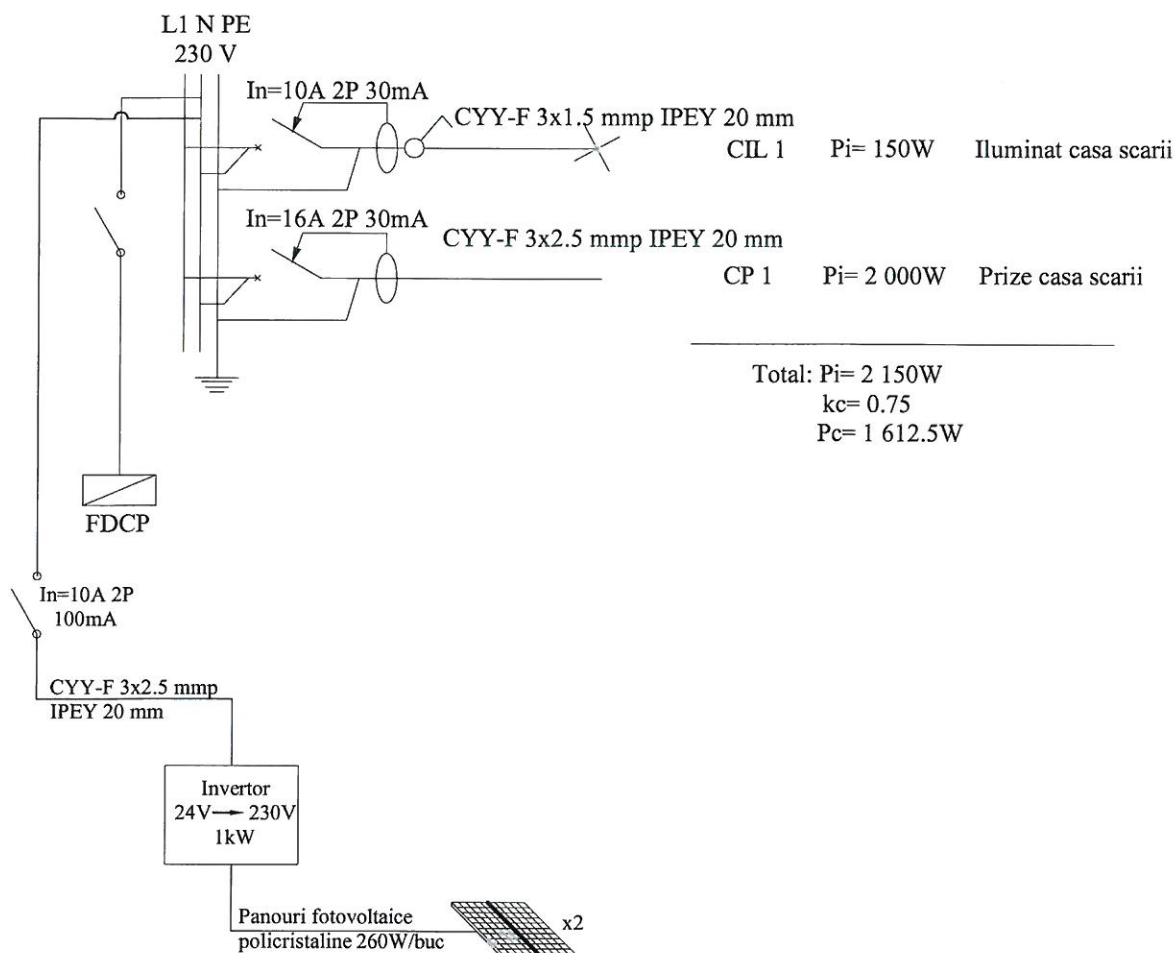 L1 N PE
230 V
In=10A 2P 30mA
CYY-F 3x1.5 mmp IPEY 20 mm
CIL 1 Pi= 150W Iluminat casa scarii
In=16A 2P 30mA
CYY-F 3x2.5 mmp IPEY 20 mm
CP 1 Pi= 2 000W Prize casa scarii
Total: Pi= 2 150W
kc= 0.75
Pc= 1 612.5W
FDCP
In=10A 2P
100mA
CYY-F 3x2.5 mmp
IPEY 20 mm
Invertor
24V → 230V
1kW
Panouri fotovoltaice
policristaline 260W/buc
x2